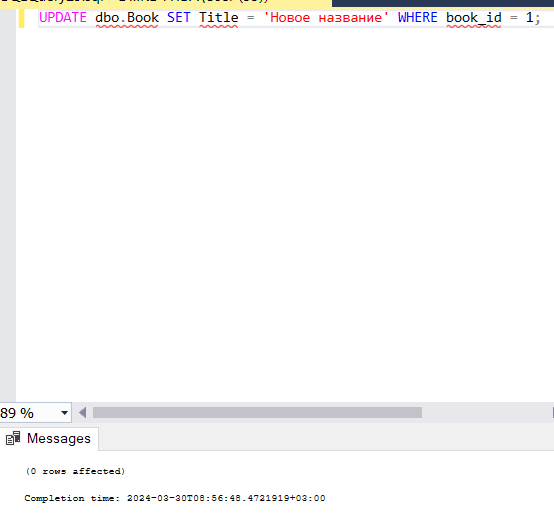 UPDATE dbo.Book SET Title = 'Новое название' WHERE book_id = 1;
89 %
Messages
(0 rows affected)
Completion time: 2024-03-30T08:56:48.4721919+03:00